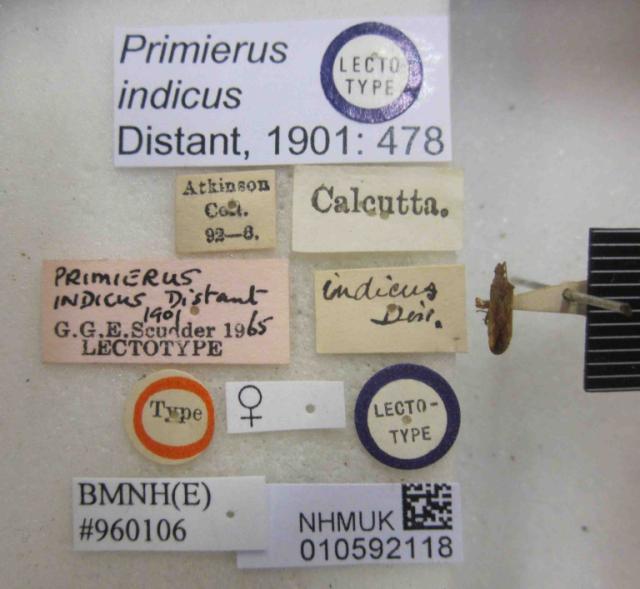 Primierus
indicus
Distant, 1901: 478
LECTO-
TYPE
Atkinson
Coll.
92–6.
Calcutta.
PRIMIERUS
INDICUS, Distant
1901
G.G.E. Scudder 1965
LECTOTYPE
indicus
Dist.
Type
♀
LECTO-
TYPE
BMNH(E)
#960106
NHMUK
010592118